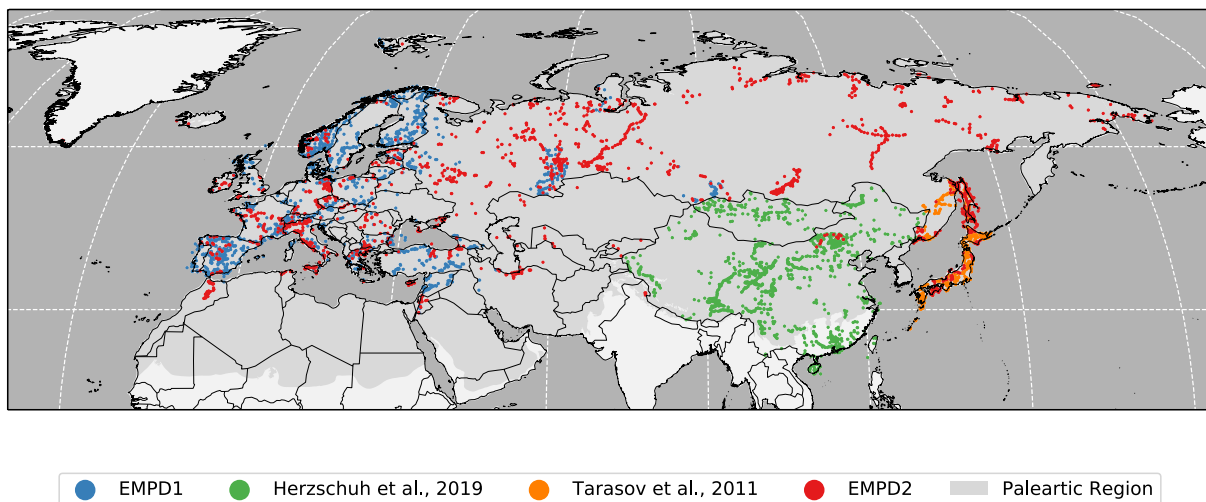 EMPD1 Herzschuh et al., 2019 Tarasov et al., 2011 EMPD2 Paleartic Region